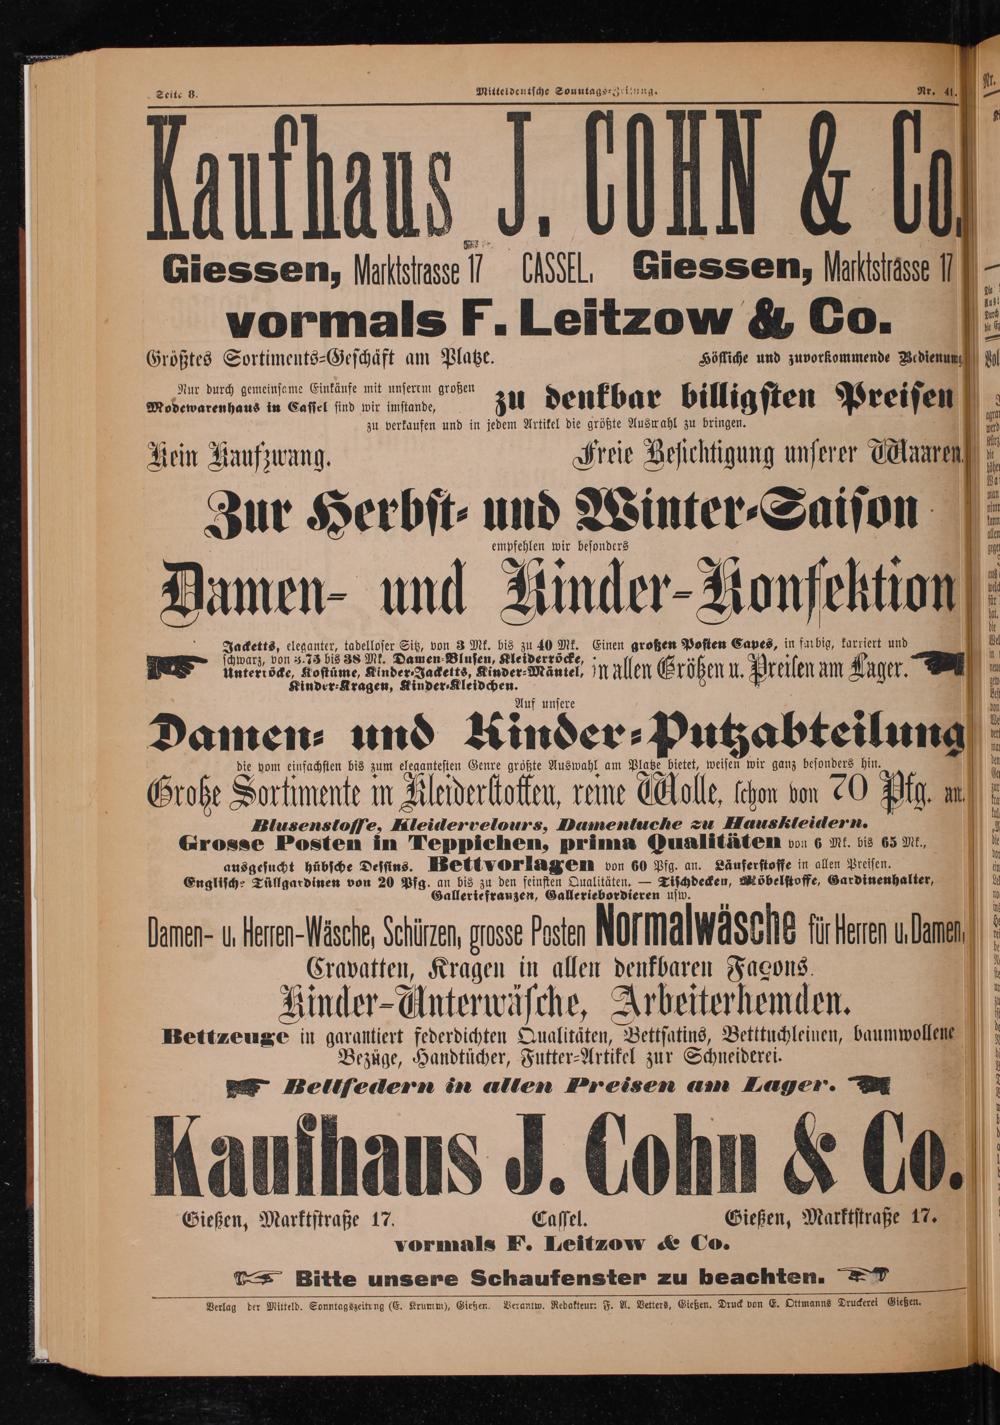 Seite 8.
Mitteldeutsche Sonntags-Zeitung.
Nr. 41.
Kaufhaus J. COHN & Co.
Giessen, Marktstrasse 17 CASSEL, Giessen, Marktstrasse 17
vormals F. Leitzow & Co.
Größtes Sortiments-Geschäft am Platze.
Höfliche und zuvorkommende Bedienung
Nur durch gemeinsame Einkäufe mit unserem großen
Modewarenhaus in Cassel sind wir imstande,
zu denkbar billigsten Preisen
zu verkaufen und in jedem Artikel die größte Auswahl zu bringen.
Kein Kaufzwang.
Freie Besichtigung unserer Waaren.
Zur Herbst- und Winter-Saison
empfehlen wir besonders
Damen- und Kinder-Konfektion
Jacketts, eleganter, tadelloser Sitz, von 3 Mk. bis zu 40 Mk. Einen großen Posten Capes, in farbig, karriert und
schwarz, von 3.75 bis 38 Mk. Damen-Blusen, Kleiderröcke,
Unterröcke, Kostüme, Kinder-Jacketts, Kinder-Mäntel,
Kinder-Kragen, Kinder-Kleidchen.
in allen Größen u. Preisen am Lager.
Auf unsere
Damen- und Kinder-Putzabteilung
die vom einfachsten bis zum elegantesten Genre größte Auswahl am Platze bietet, weisen wir ganz besonders hin.
Große Sortimente in Kleiderstoffen, reine Wolle, schon von 70 Pfg. an.
Blusenstoffe, Kleidervelours, Damentuche zu Hauskleidern.
Grosse Posten in Teppichen, prima Qualitäten von 6 Mk. bis 65 Mk.,
ausgesucht hübsche Dessins. Bettvorlagen von 60 Pfg. an. Läuferstoffe in allen Preisen.
Englische Tüllgardinen von 20 Pfg. an bis zu den feinsten Qualitäten. — Tischdecken, Möbelstoffe, Gardinenhalter,
Galleriefranzen, Galleriebordieren usw.
Damen- u. Herren-Wäsche, Schürzen, grosse Posten Normalwäsche für Herren u. Damen,
Cravatten, Kragen in allen denkbaren Façons.
Kinder-Unterwäsche, Arbeiterhemden.
Bettzeuge in garantiert federdichten Qualitäten, Bettsatins, Betttuchleinen, baumwollene
Bezüge, Handtücher, Futter-Artikel zur Schneiderei.
Bettfedern in allen Preisen am Lager.
Kaufhaus J. Cohn & Co.
Gießen, Marktstraße 17. Cassel. Gießen, Marktstraße 17.
vormals F. Leitzow & Co.
Bitte unsere Schaufenster zu beachten.
Verlag der Mitteld. Sonntagszeitung (E. Krumm), Gießen. Verantw. Redakteur: F. A. Vetters, Gießen. Druck von E. Ottmanns Druckerei Gießen.